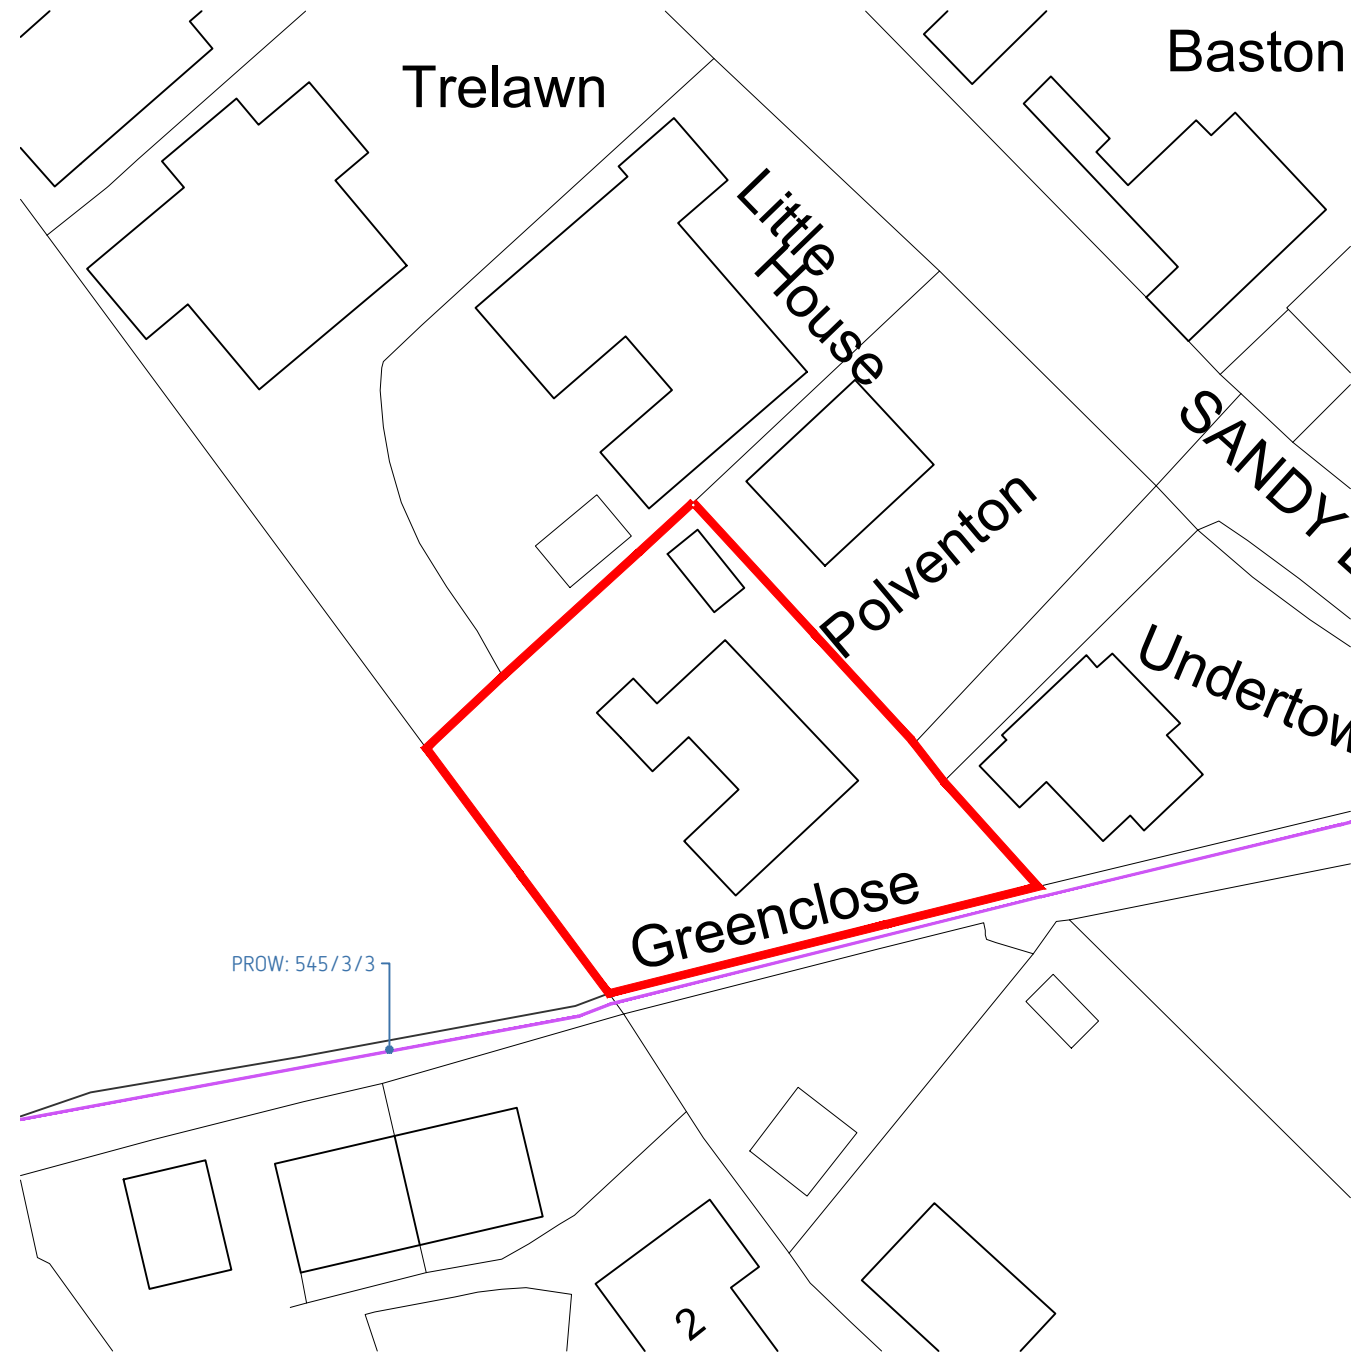 Trelawn
Baston
Little
House
SANDY
Polventon
Undertow
Greenclose
PROW: 545/3/3
2